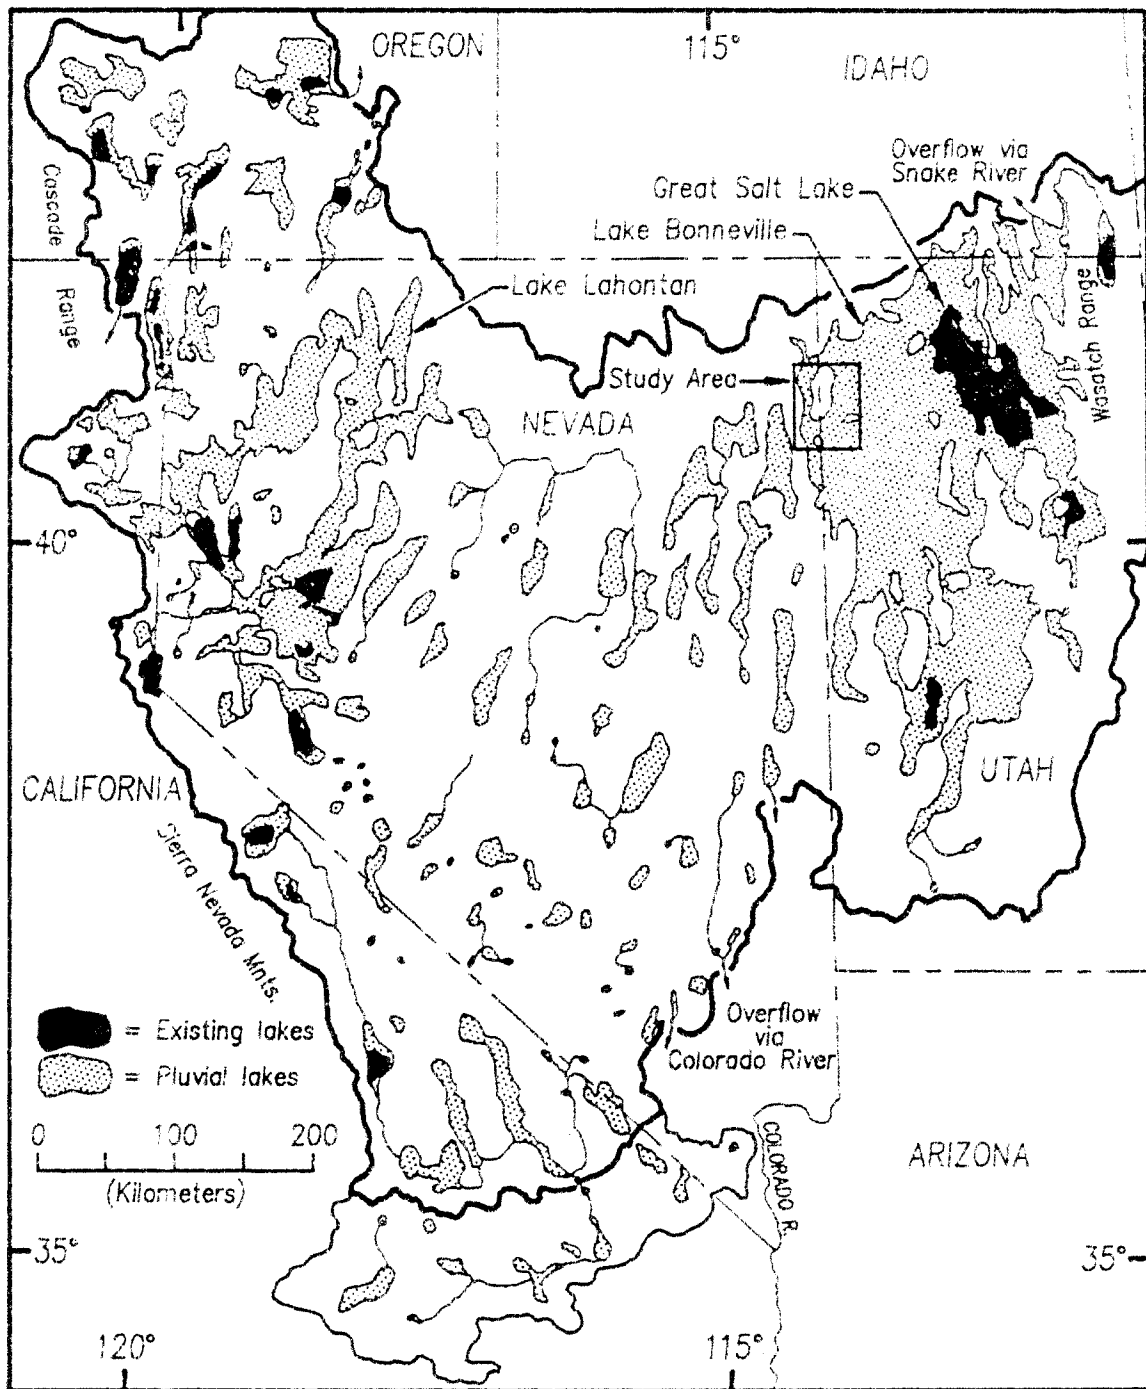 OREGON
115°
IDAHO
Overflow via
Snake River
Great Salt Lake
Lake Bonneville
Cascade
Range
Lake Lahontan
Wasatch Range
Study Area
NEVADA
40°
CALIFORNIA
UTAH
Sierra Nevada Mnts.
= Existing lakes
= Pluvial lakes
Overflow
via
Colorado River
0 100 200
(Kilometers)
COLORADO R.
ARIZONA
35°
35°
120°
115°